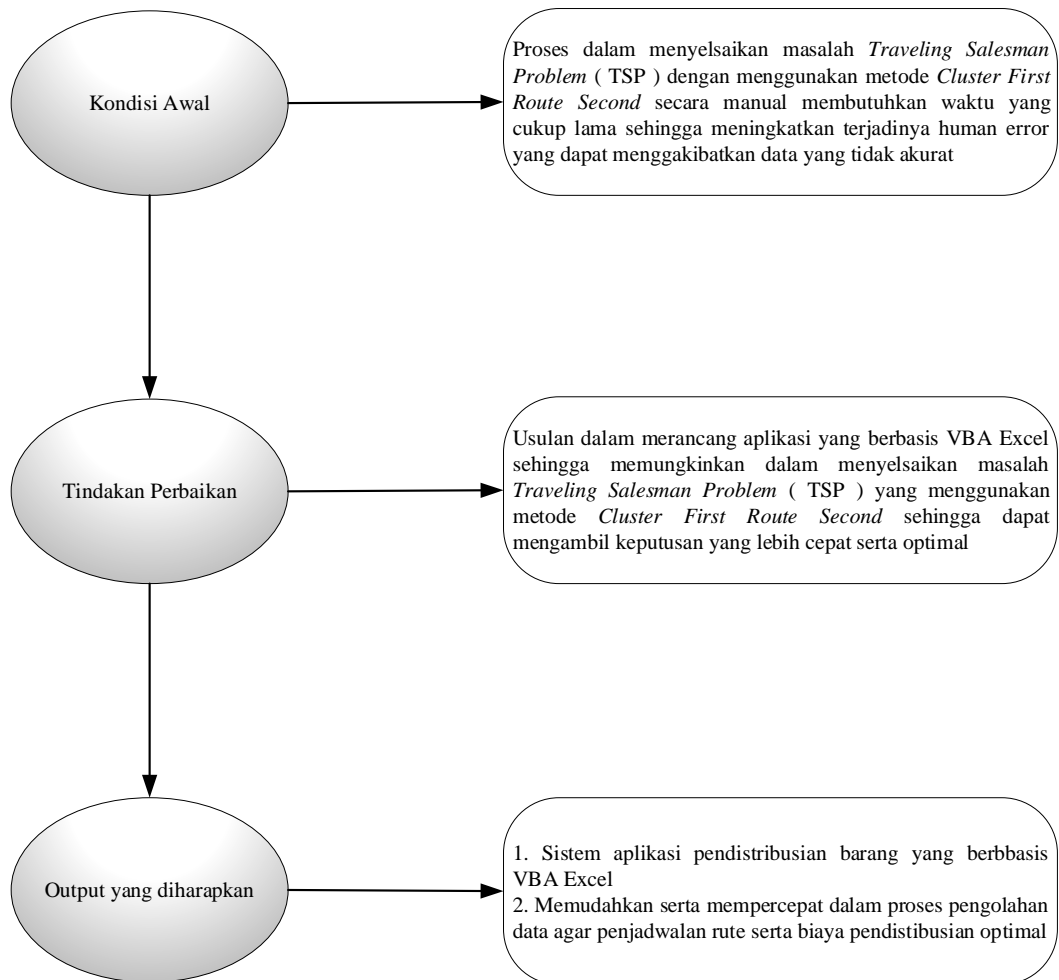 Kondisi Awal
Proses dalam menyelsaikan masalah Traveling Salesman
Problem ( TSP ) dengan menggunakan metode Cluster First
Route Second secara manual membutuhkan waktu yang
cukup lama sehingga meningkatkan terjadinya human error
yang dapat menggakibatkan data yang tidak akurat
Tindakan Perbaikan
Usulan dalam merancang aplikasi yang berbasis VBA Excel
sehingga memungkinkan dalam menyelsaikan masalah
Traveling Salesman Problem ( TSP ) yang menggunakan
metode Cluster First Route Second sehingga dapat
mengambil keputusan yang lebih cepat serta optimal
Output yang diharapkan
1. Sistem aplikasi pendistribusian barang yang berbbasis
VBA Excel
2. Memudahkan serta mempercepat dalam proses pengolahan
data agar penjadwalan rute serta biaya pendistibusian optimal